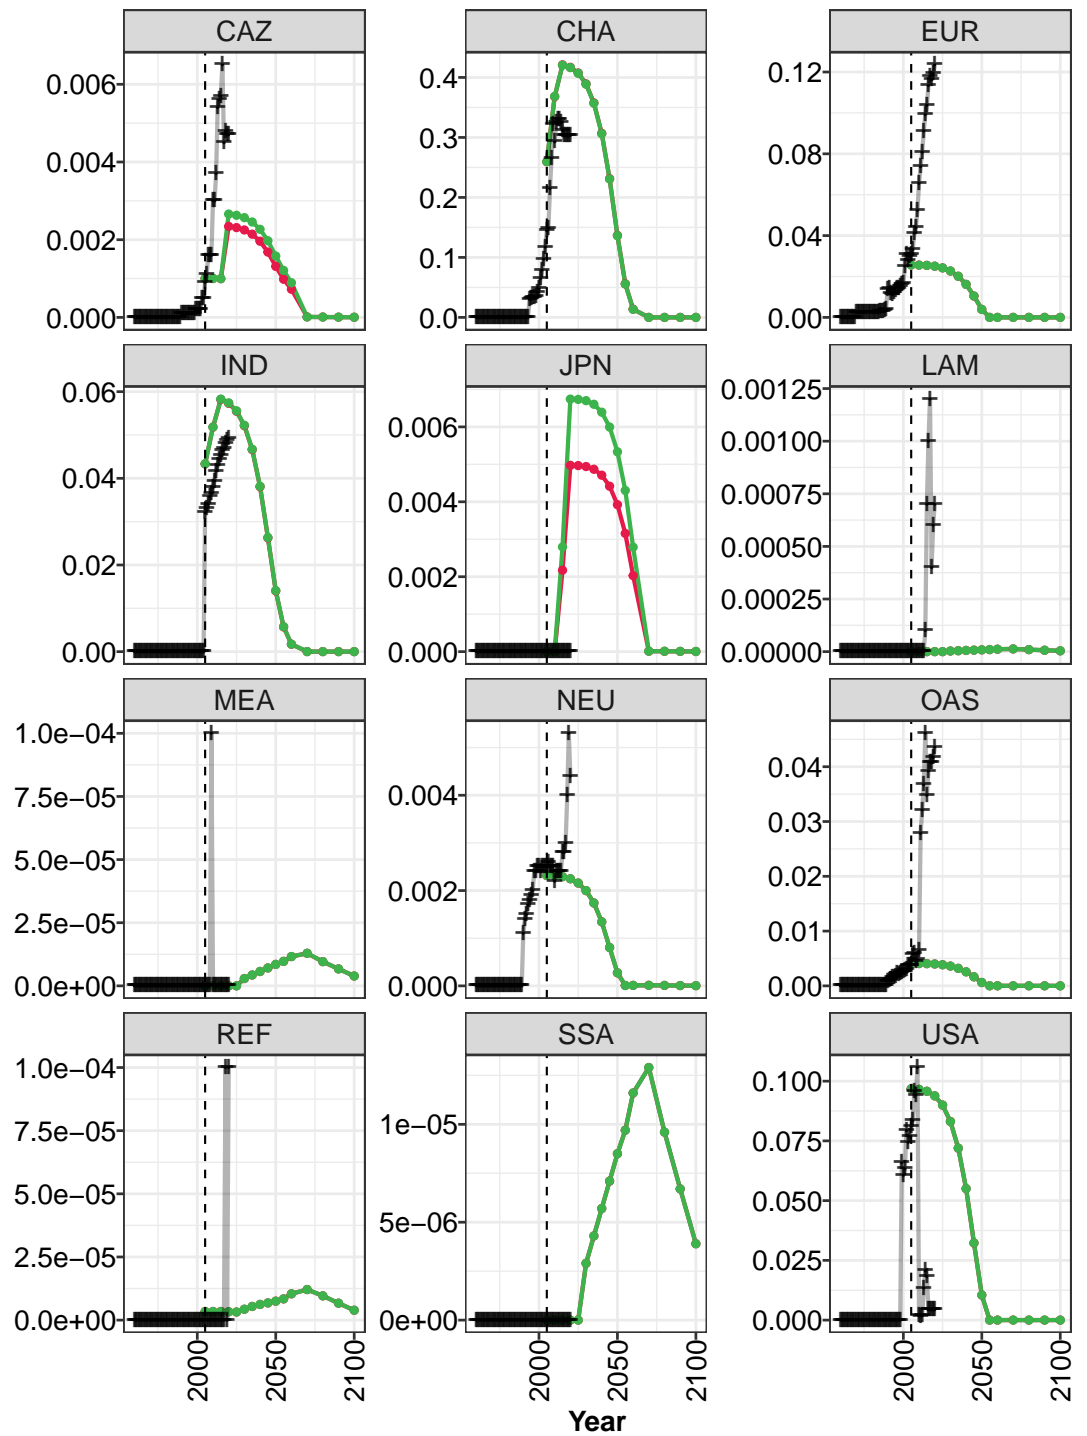 CAZ CHA EUR
0.006 0.4 0.12
0.004 0.3 0.08
0.002 0.2 0.04
0.1
0.000 0.0 0.00
IND JPN LAM
0.06 0.006 0.00125
0.04 0.004 0.00100
0.00075
0.02 0.002 0.00050
0.00025
0.00 0.000 0.00000
MEA NEU OAS
1.0e-04 0.004 0.04
7.5e-05 0.03
5.0e-05 0.002 0.02
2.5e-05 0.01
0.0e+00 0.000 0.00
REF SSA USA
1.0e-04 1e-05 0.100
7.5e-05 0.075
5.0e-05 5e-06 0.050
2.5e-05 0.025
0.0e+00 0e+00 0.000
2000 2050 2100 2000 2050 2100 2000 2050 2100
Year